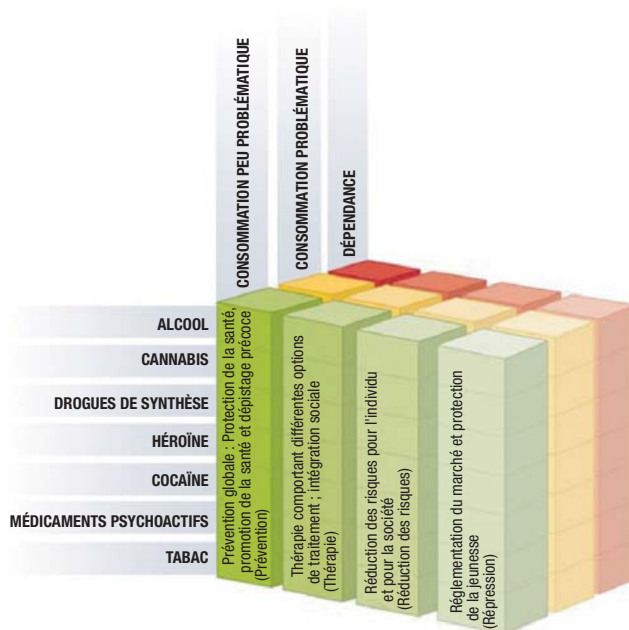 CONSOMMATION PEU PROBLÉMATIQUE
CONSOMMATION PROBLÉMATIQUE
DÉPENDANCE
ALCOOL
CANNABIS
DROGUES DE SYNTHÈSE
HÉROÏNE
COCAÏNE
MÉDICAMENTS PSYCHOACTIFS
TABAC
Prévention globale : Protection de la santé,
promotion de la santé et dépistage précoce
(Prévention)
Thérapie comportant différentes options
de traitement ; intégration sociale
(Thérapie)
Réduction des risques pour l'individu
et pour la société
(Réduction des risques)
Réglementation du marché et protection
de la jeunesse
(Répression)